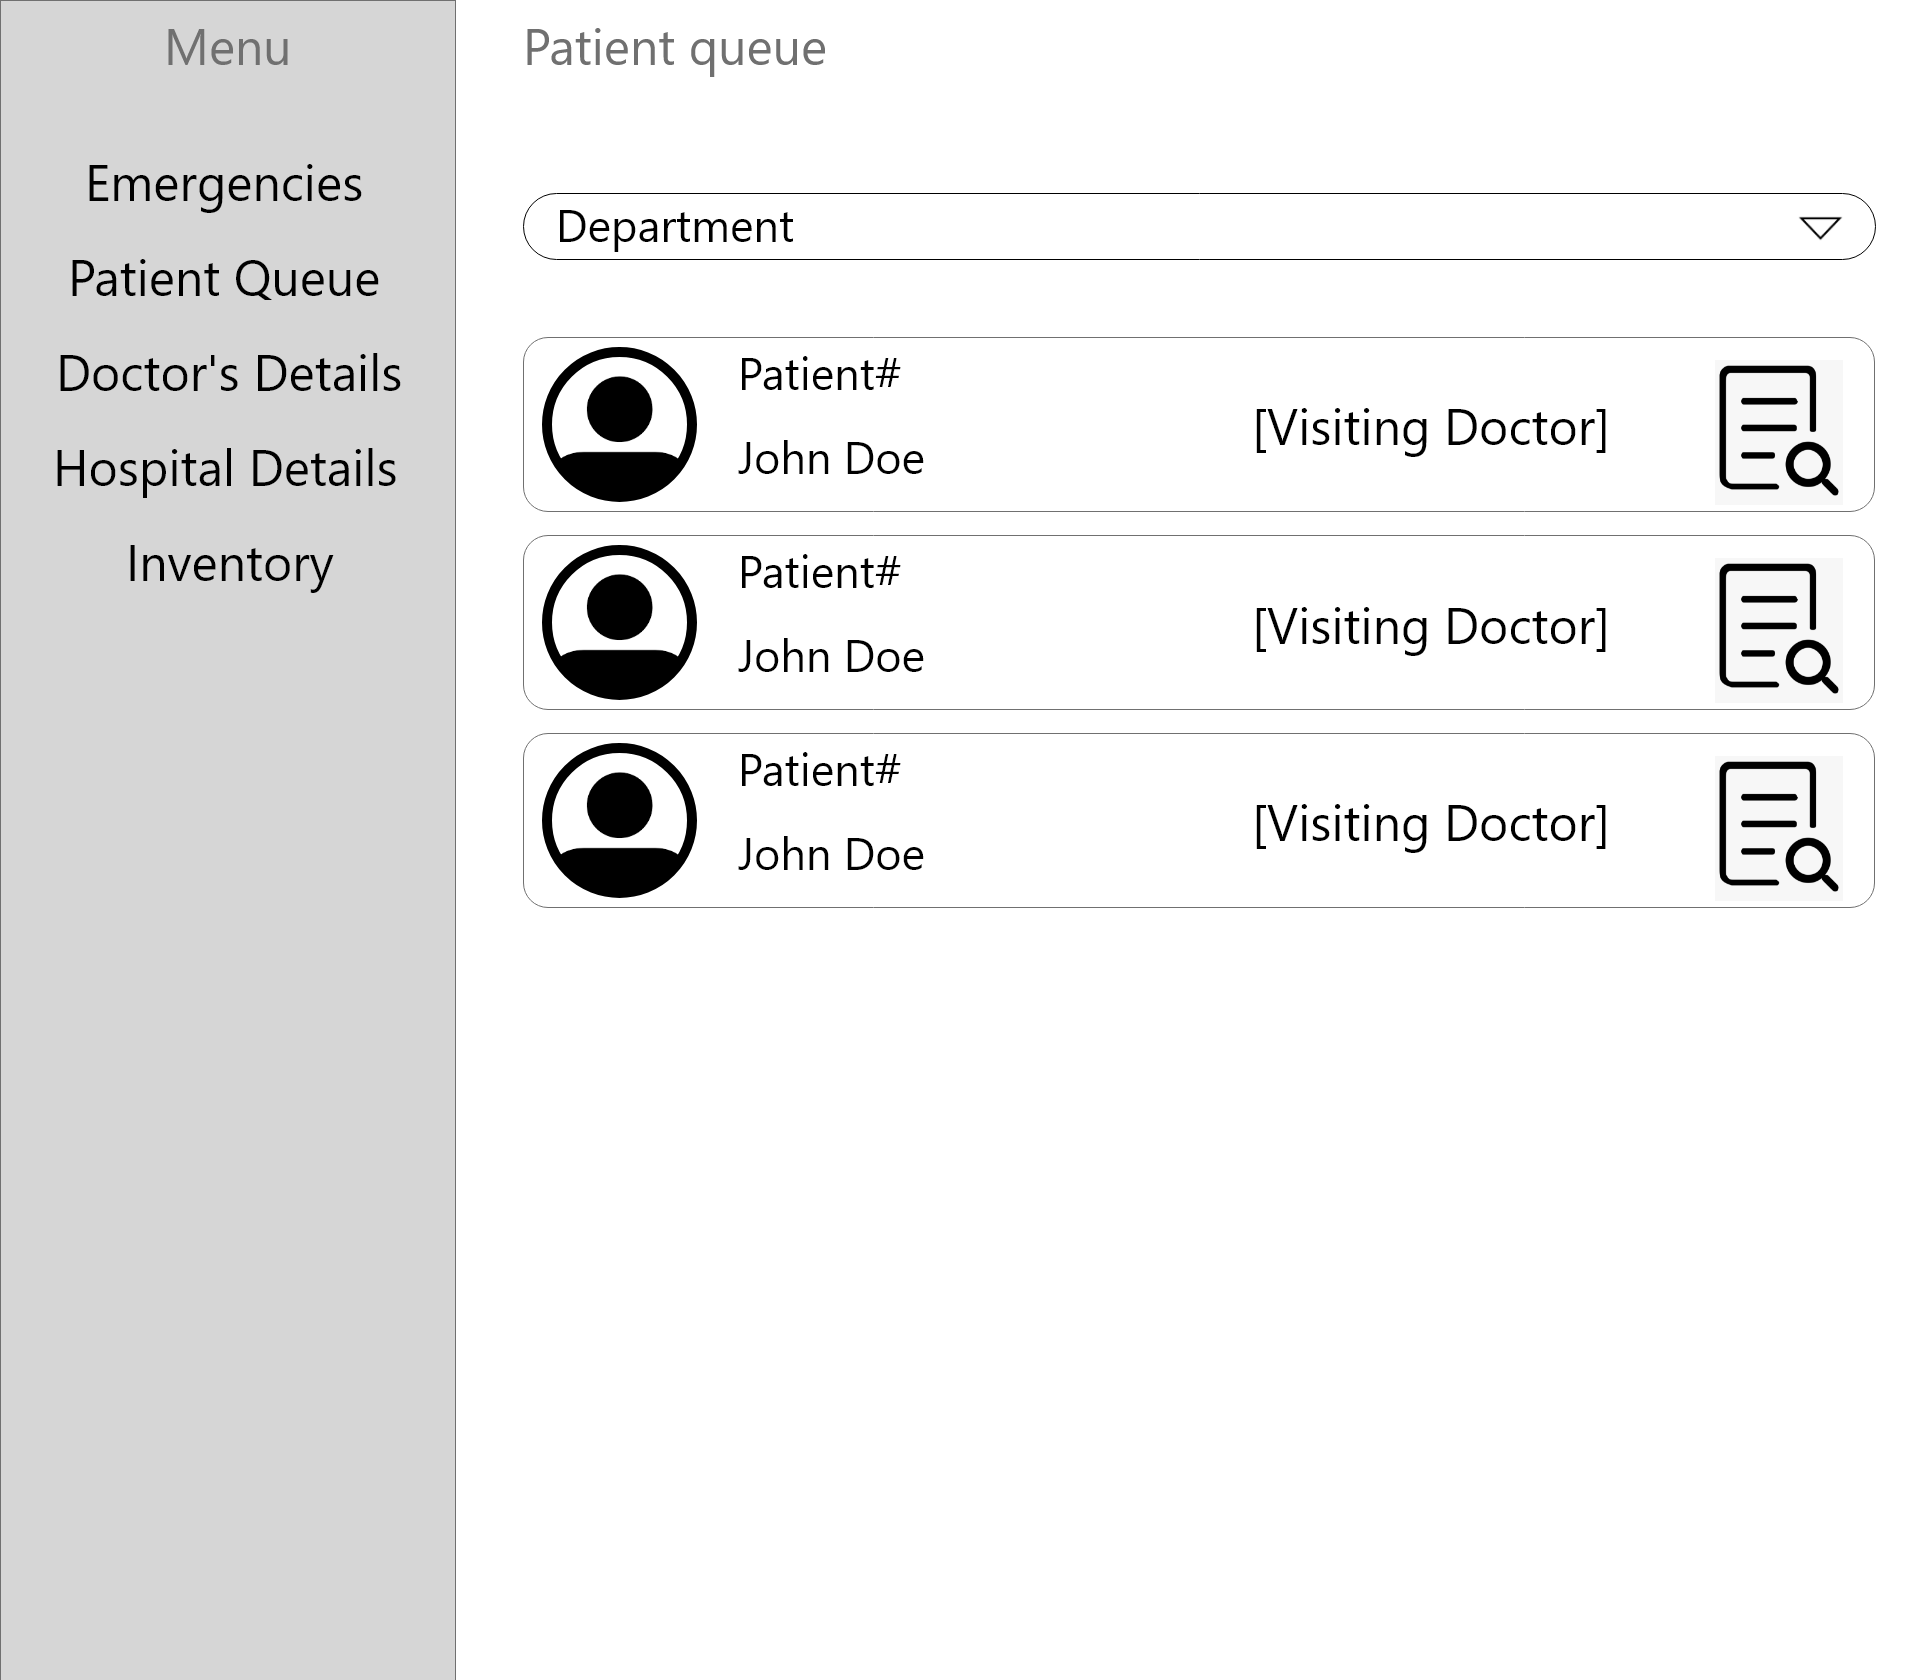 Menu
Emergencies
Patient Queue
Doctor's Details
Hospital Details
Inventory
Patient queue
Department
Patient#
John Doe
[Visiting Doctor]
Patient#
John Doe
[Visiting Doctor]
Patient#
John Doe
[Visiting Doctor]